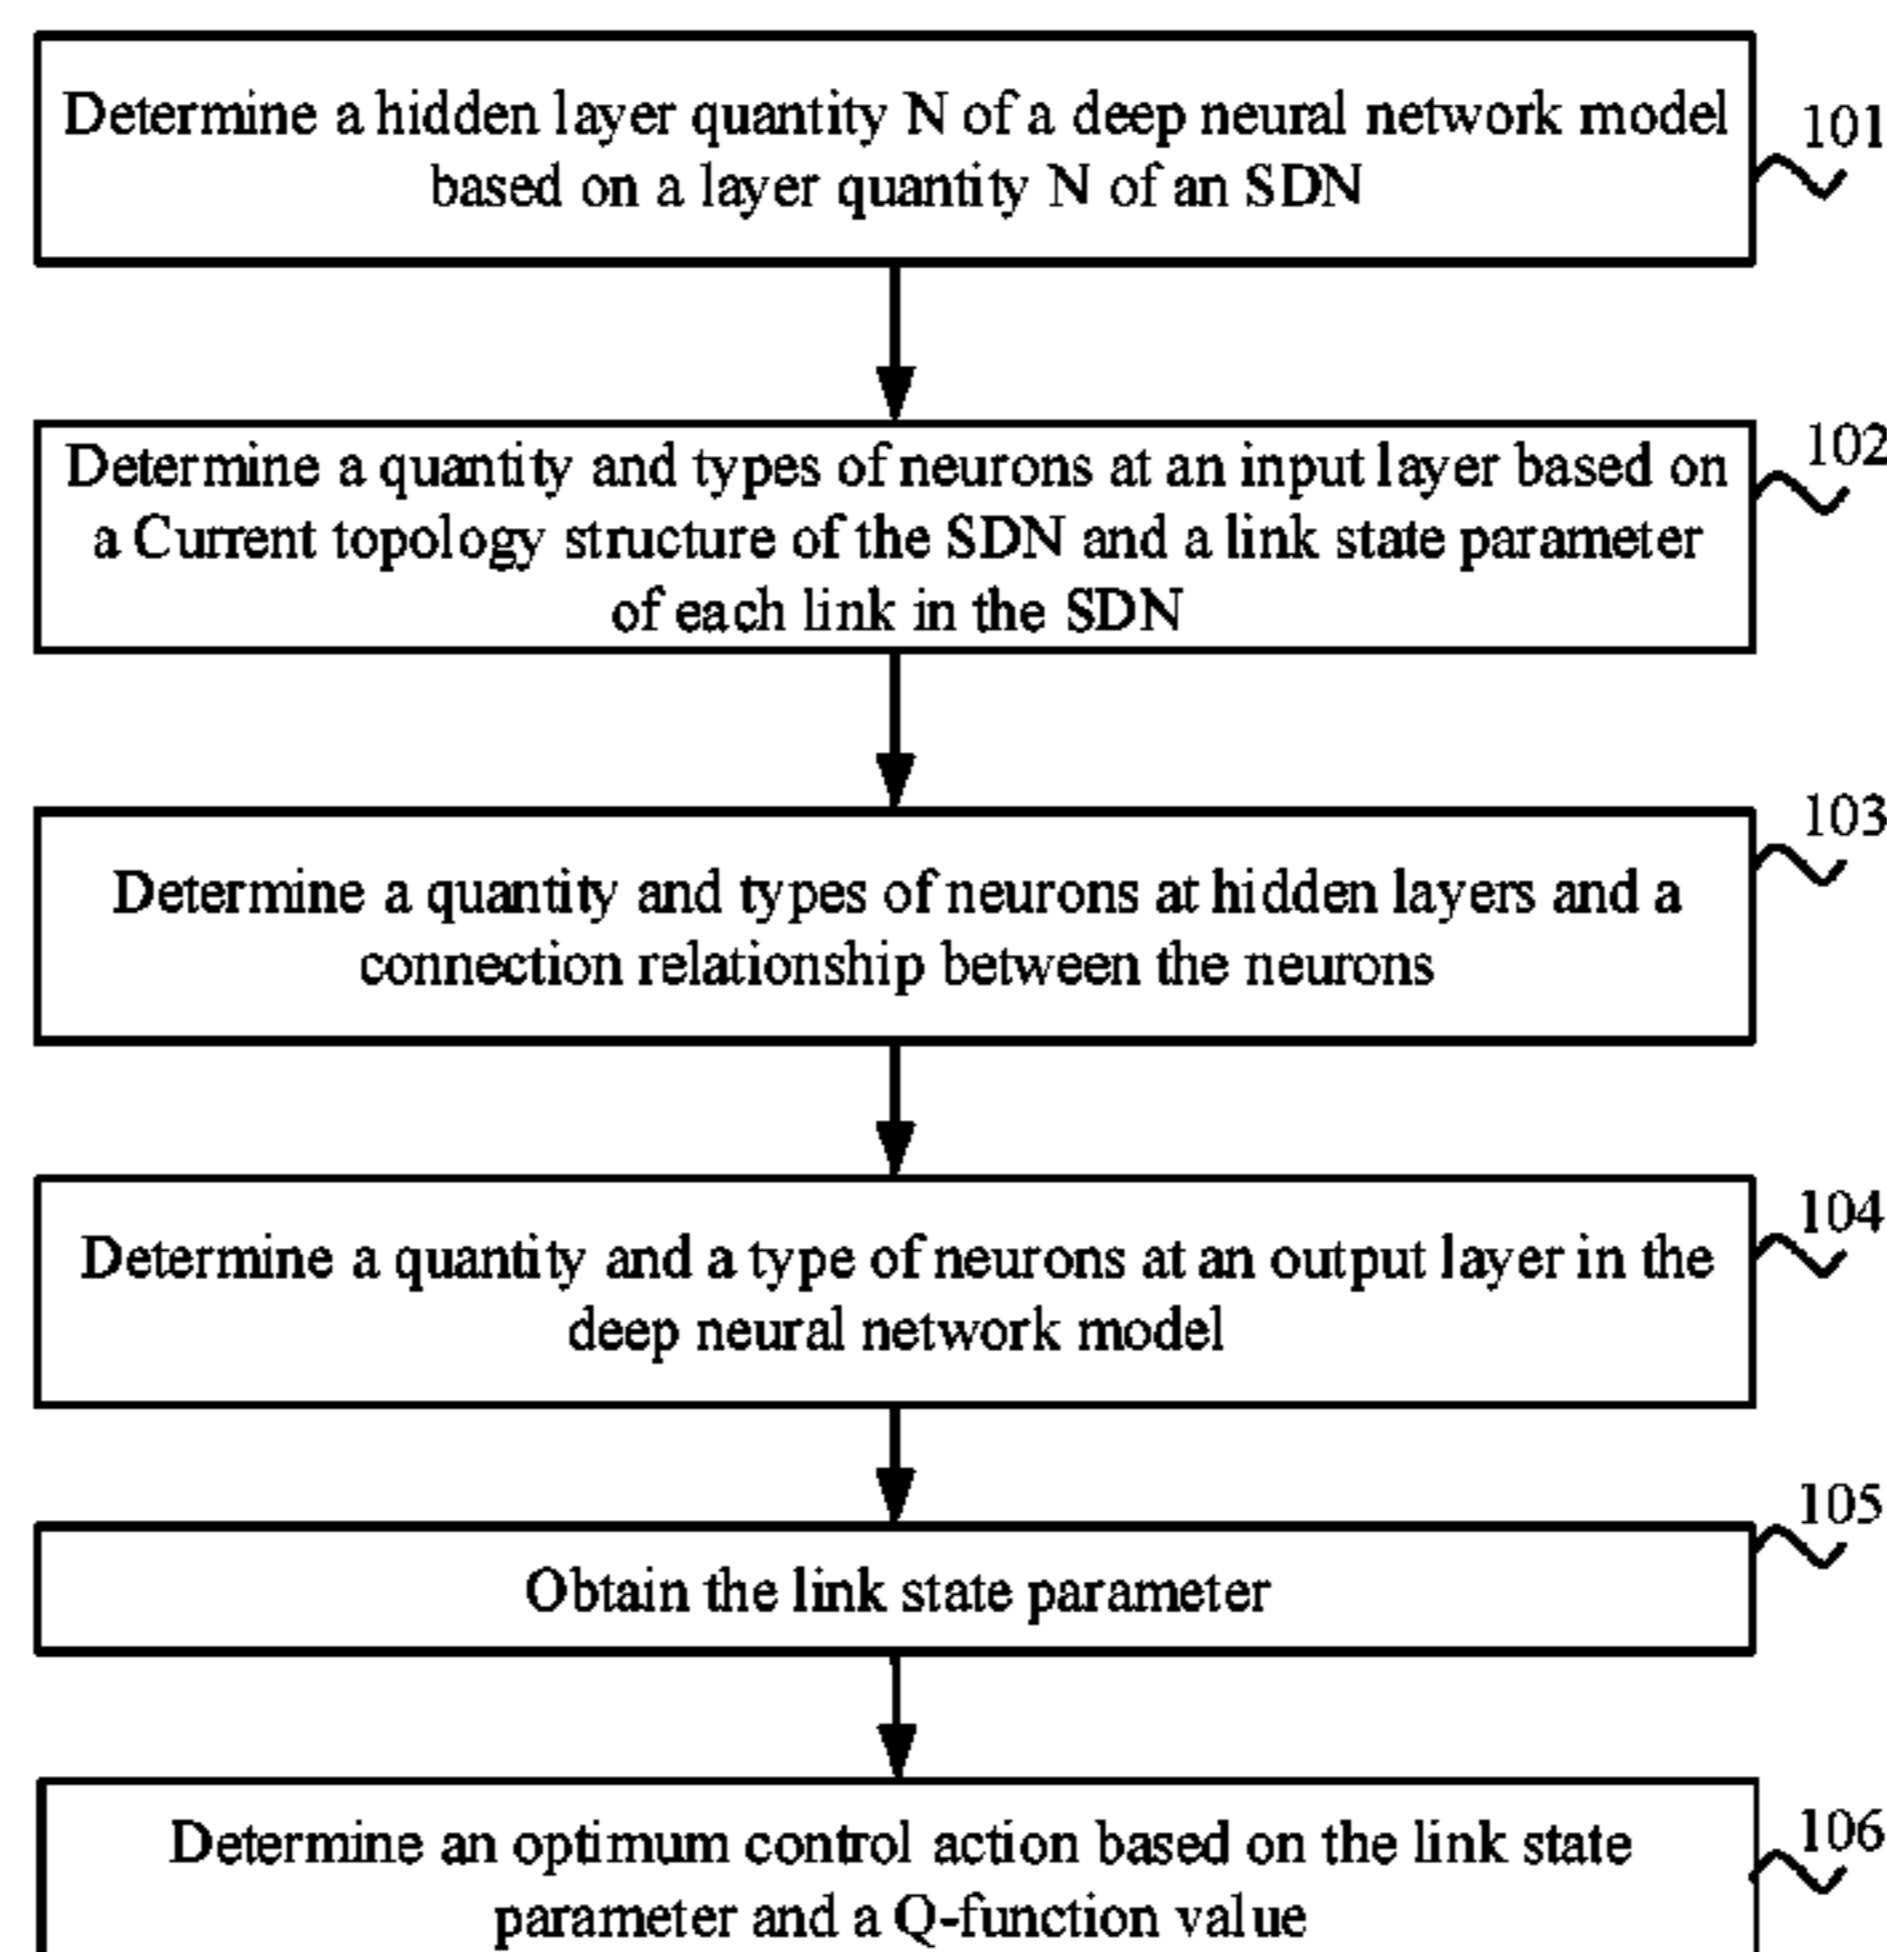 Determine a hidden layer quantity N of a deep neural network model
based on a layer quantity N of an SDN
101
Determine a quantity and types of neurons at an input layer based on
a Current topology structure of the SDN and a link state parameter
of each link in the SDN
102
Determine a quantity and types of neurons at hidden layers and a
connection relationship between the neurons
103
Determine a quantity and a type of neurons at an output layer in the
deep neural network model
104
Obtain the link state parameter
105
Determine an optimum control action based on the link state
parameter and a Q-function value
106